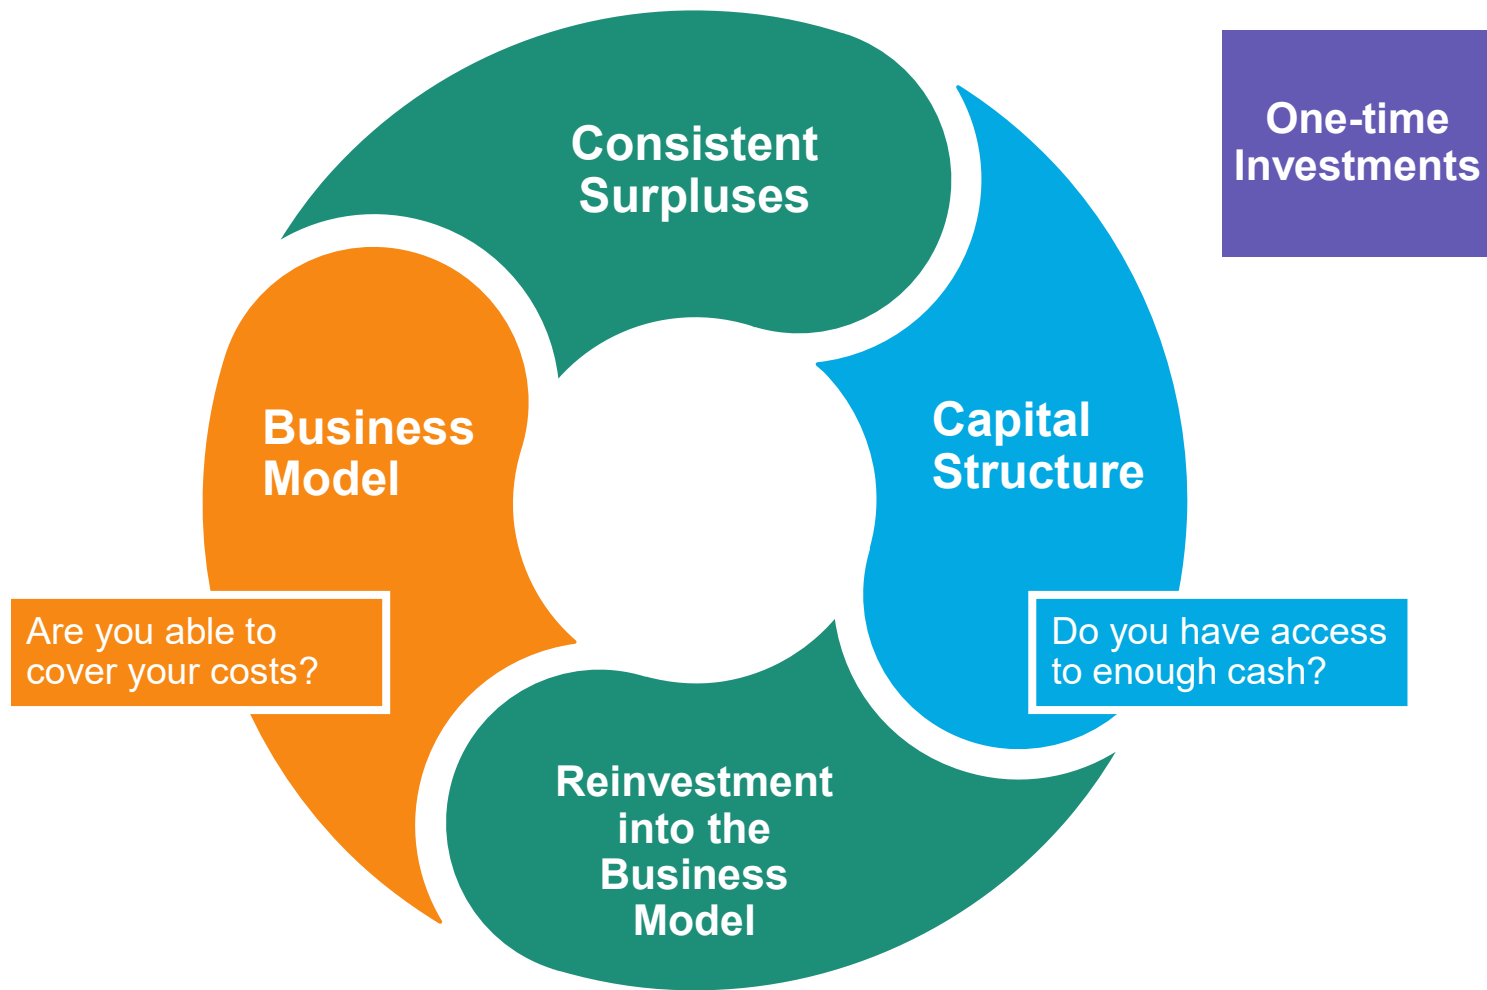 Consistent
Surpluses
One-time
Investments
Business
Model
Capital
Structure
Are you able to
cover your costs?
Do you have access
to enough cash?
Reinvestment
into the
Business
Model